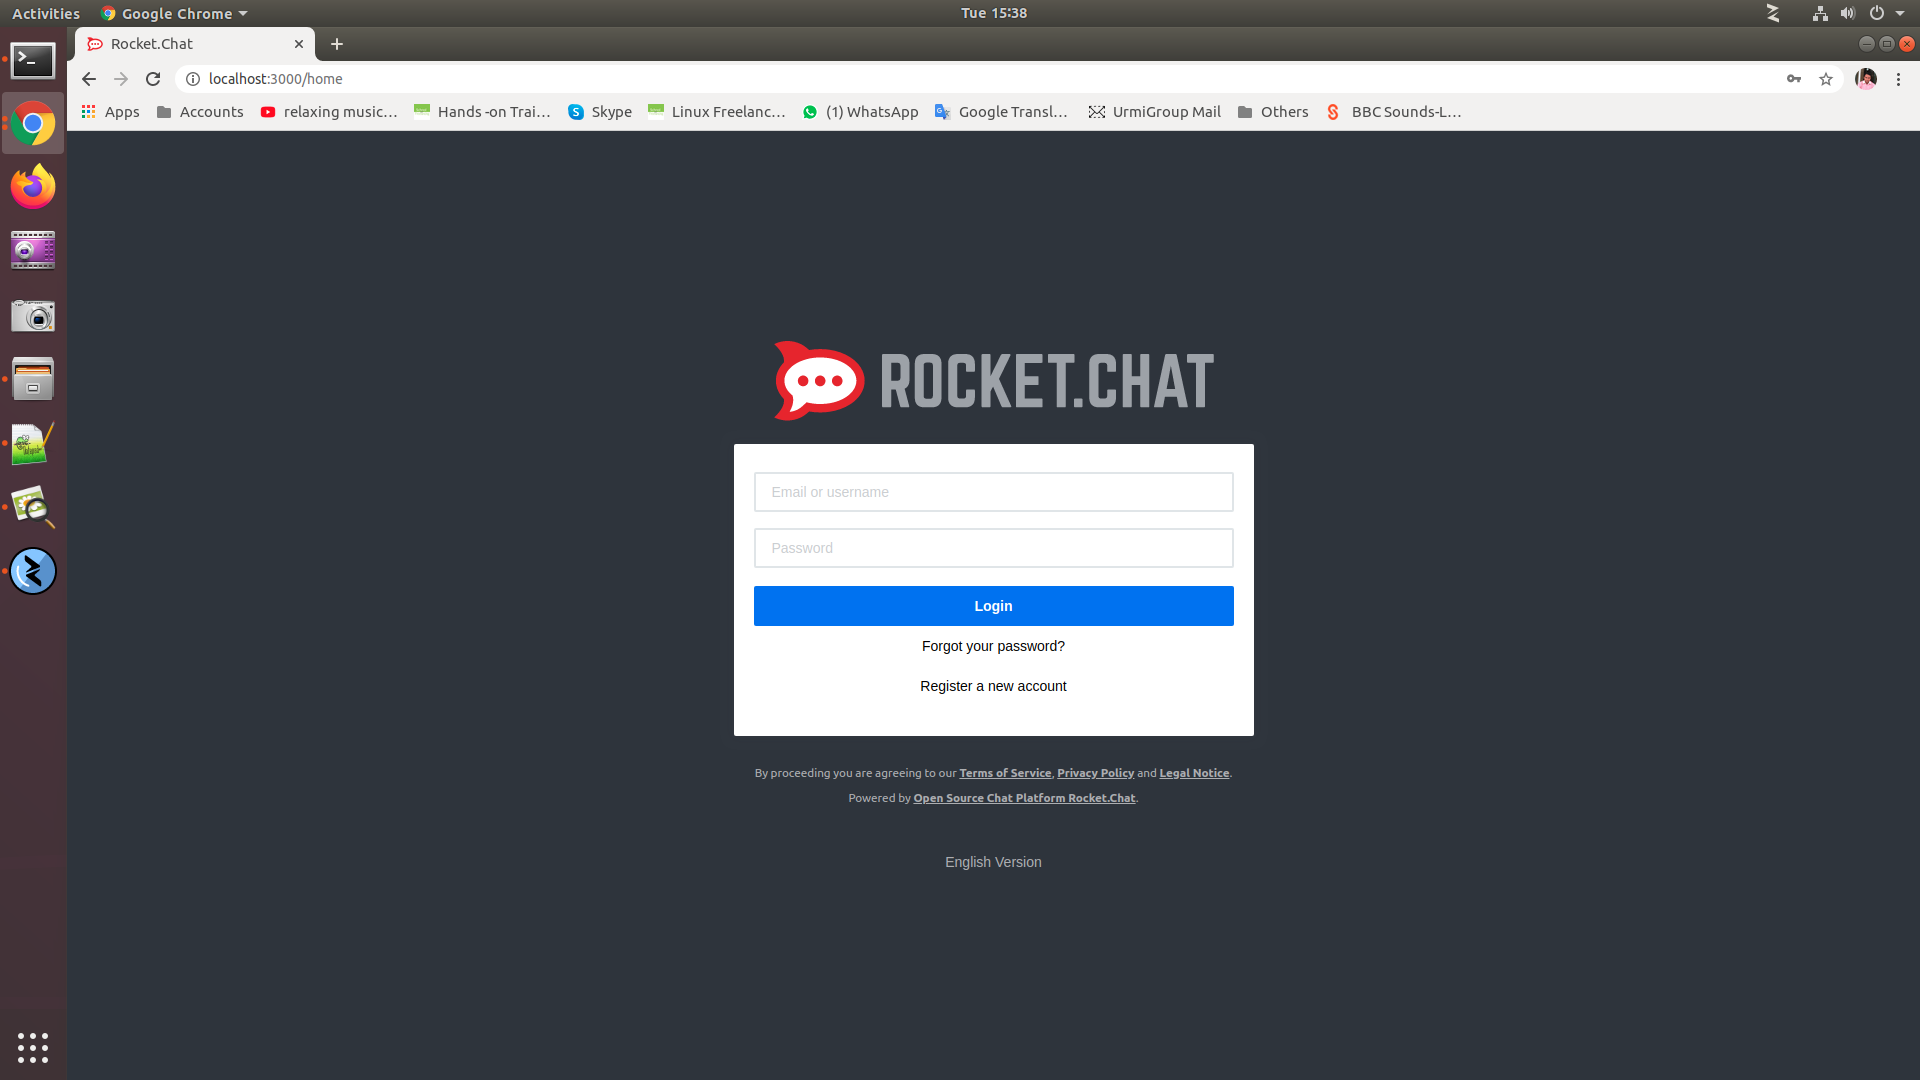 Activities
Google Chrome
Tue 15:38
Rocket.Chat
localhost:3000/home
Apps
Accounts
relaxing music...
Hands -on Trai...
Skype
Linux Freelanc...
(1) WhatsApp
Google Transl...
UrmiGroup Mail
Others
BBC Sounds-L...
ROCKET.CHAT
Email or username
Password
Login
Forgot your password?
Register a new account
By proceeding you are agreeing to our Terms of Service, Privacy Policy and Legal Notice.
Powered by Open Source Chat Platform Rocket.Chat.
English Version